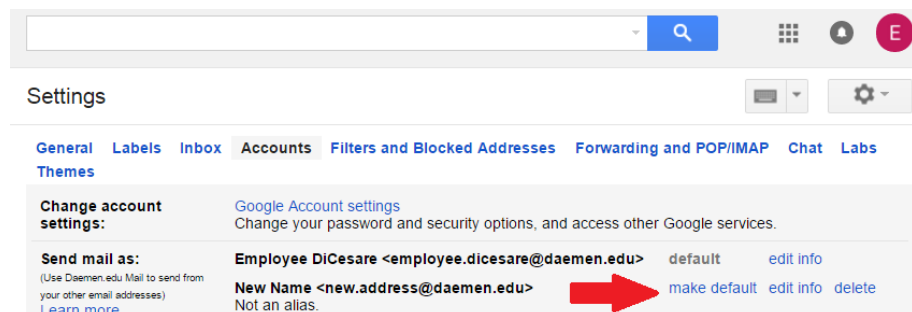 E
Settings
General Labels Inbox Accounts Filters and Blocked Addresses Forwarding and POP/IMAP Chat Labs
Themes
Change account settings:
Google Account settings
Change your password and security options, and access other Google services.
Send mail as:
(Use Daemen.edu Mail to send from
your other email addresses)
Learn more
Employee DiCesare <employee.dicesare@daemen.edu> default edit info
New Name <new.address@daemen.edu> make default edit info delete
Not an alias.